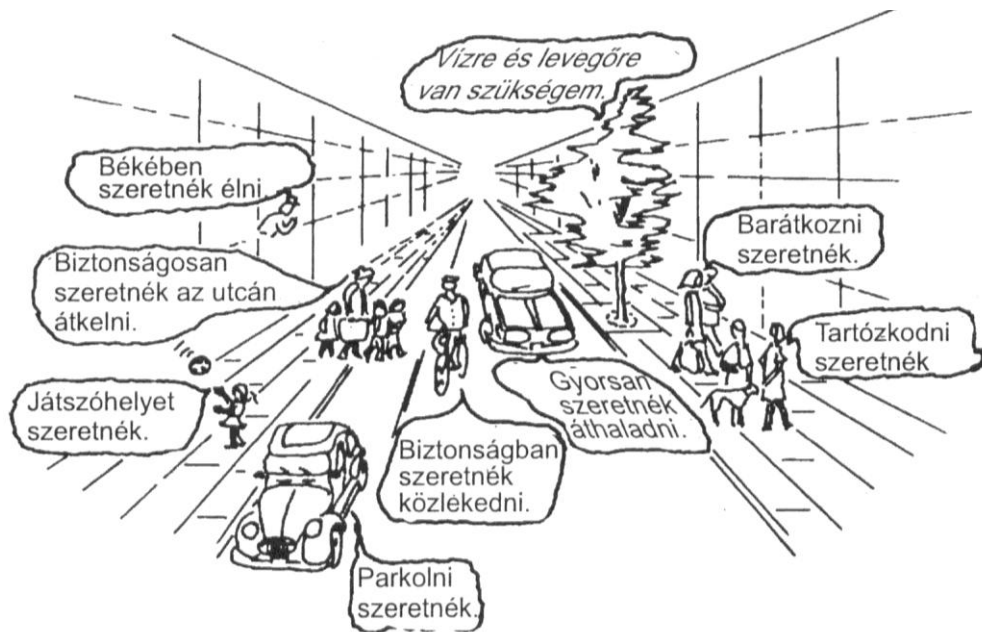 Vízre és levegőre
van szükségem.
Békében
szeretnék élni.
Barátkozni
szeretnék.
Biztonságosan
szeretnék az utcán
átkelni.
Tartózkodni
szeretnék
Játszóhelyet
szeretnék.
Gyorsan
szeretnék
áthaladni.
Biztonságban
szeretnék
közlékedni.
Parkolni
szeretnék.